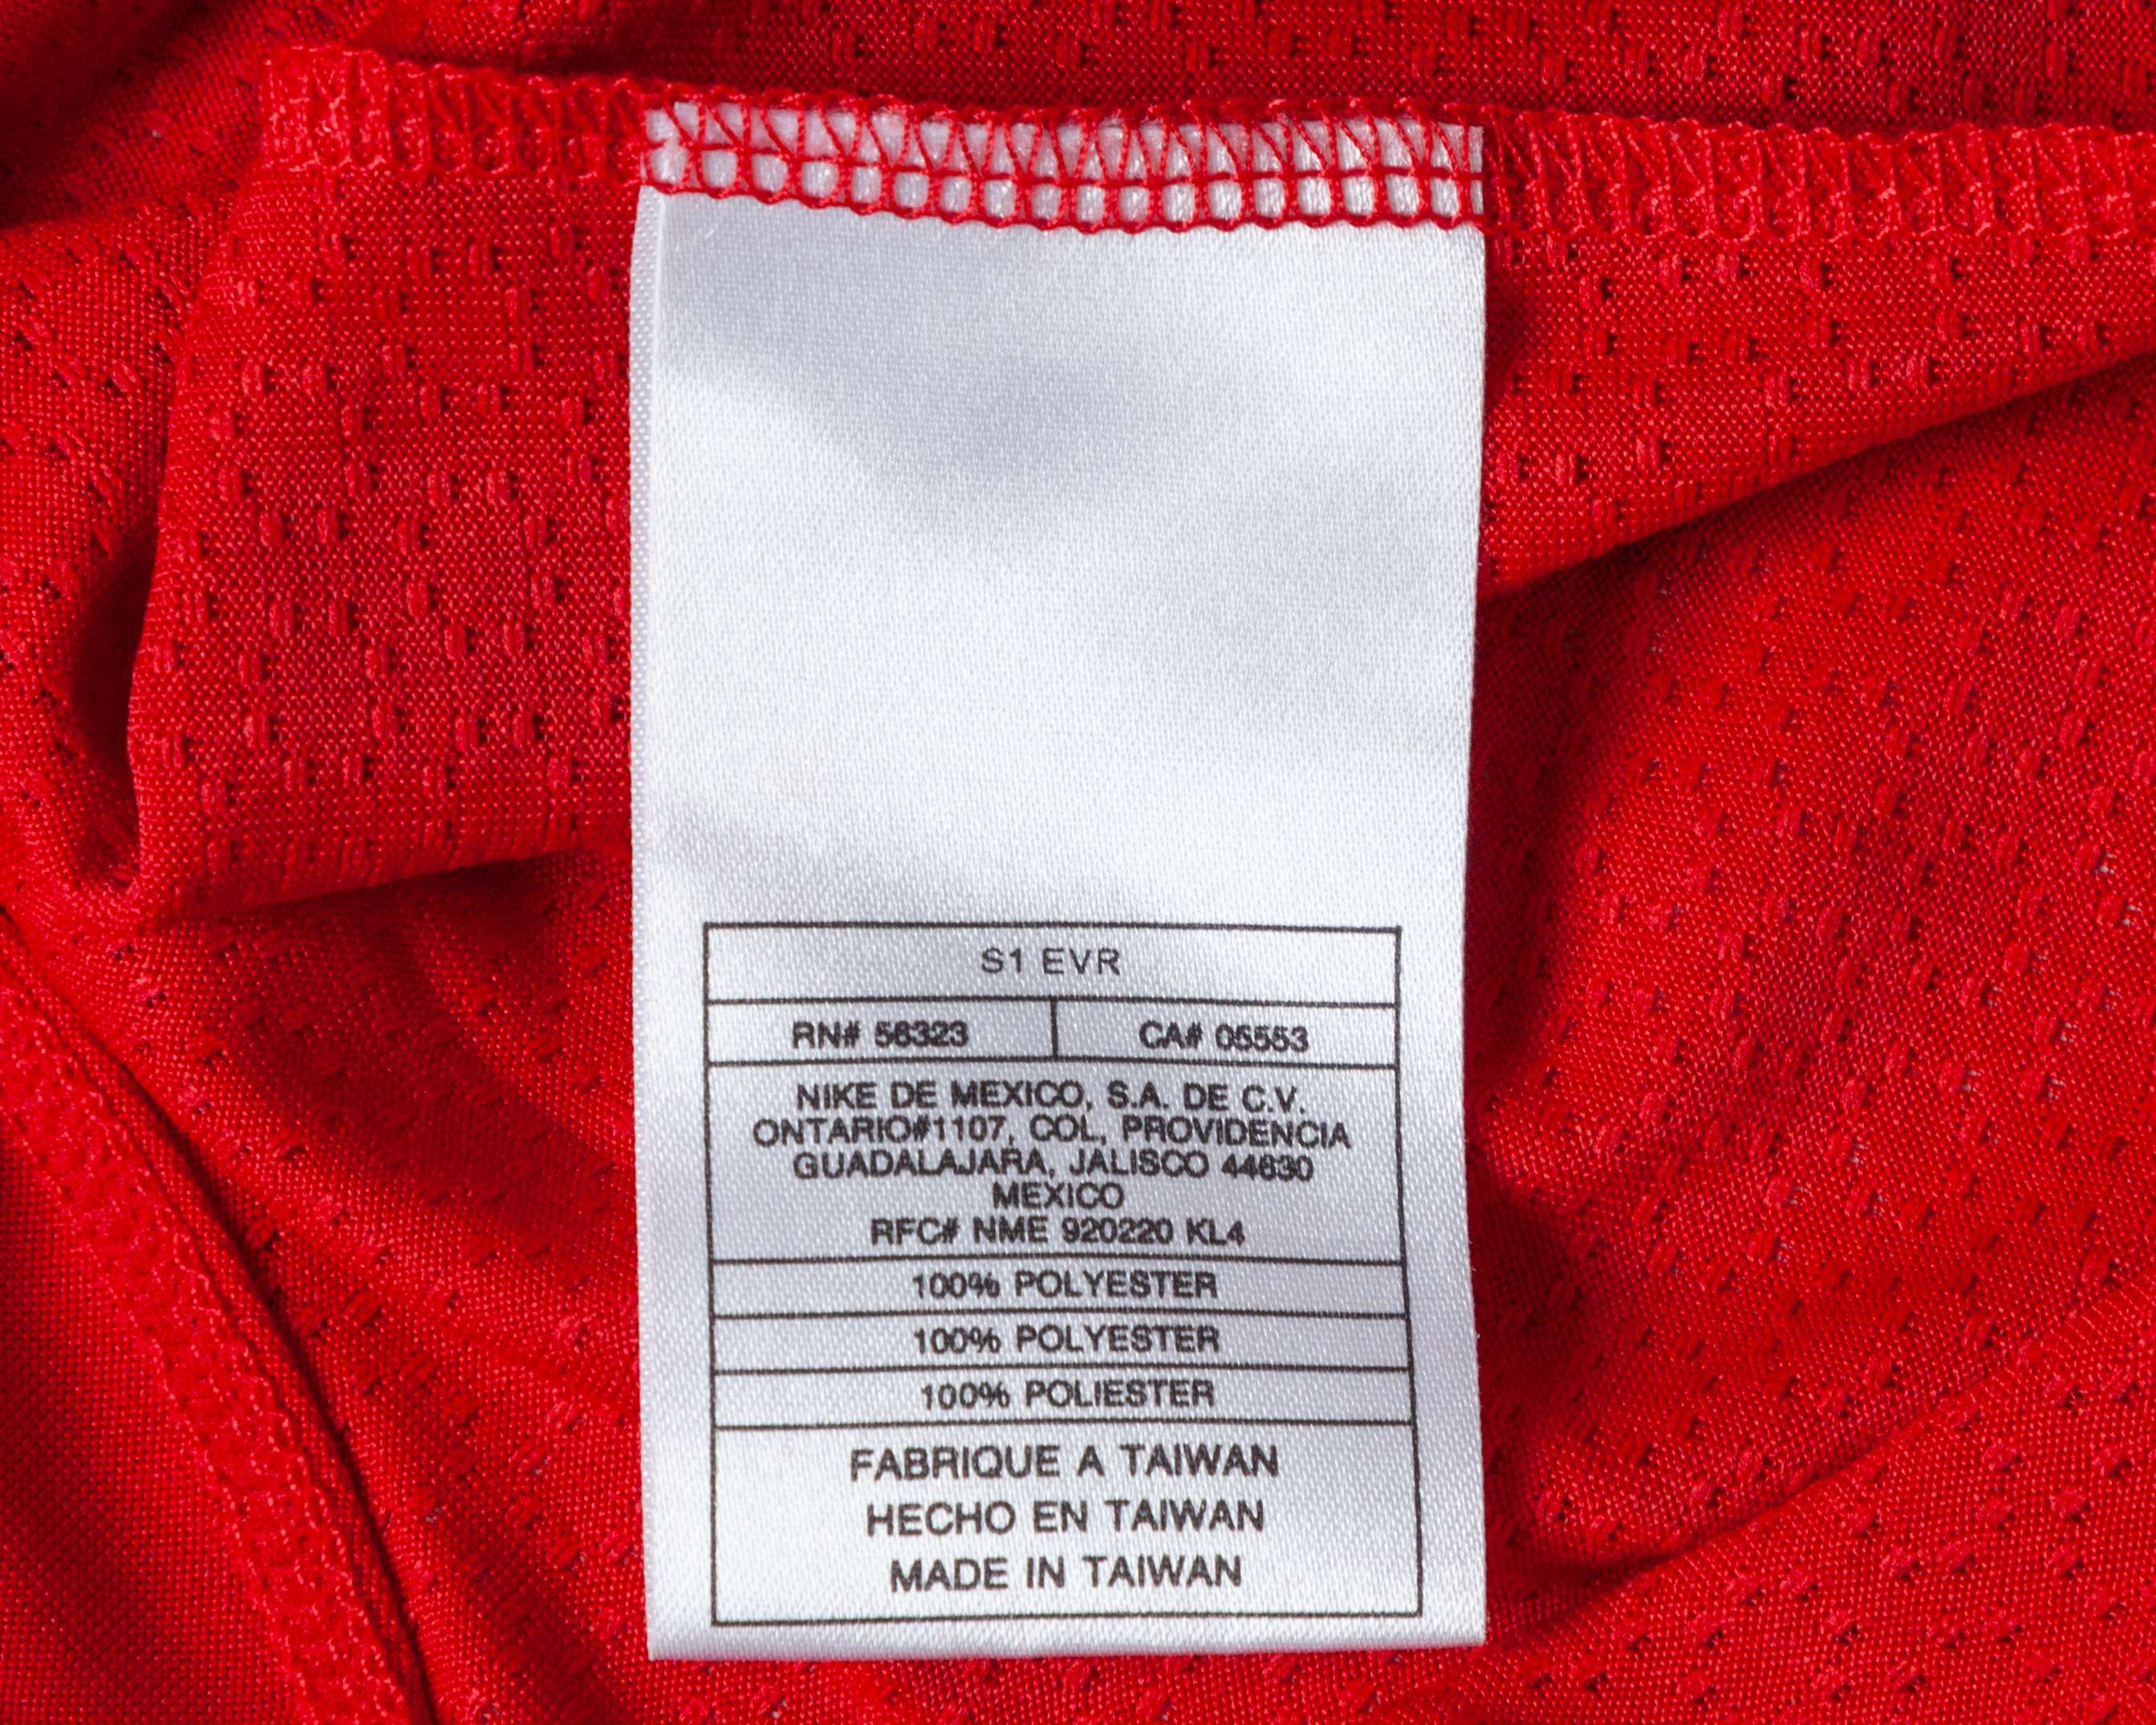 S1 EVR
RN# 56323 CA# 05553
NIKE DE MEXICO, S.A. DE C.V.
ONTARIO#1107, COL, PROVIDENCIA
GUADALAJARA, JALISCO 44630
MEXICO
RFC# NME 920220 KL4
100% POLYESTER
100% POLYESTER
100% POLIESTER
FABRIQUE A TAIWAN
HECHO EN TAIWAN
MADE IN TAIWAN